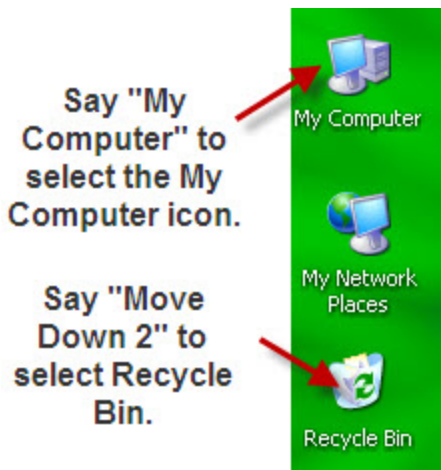 Say "My
Computer" to
select the My
Computer icon.
My Computer
My Network
Places
Say "Move
Down 2" to
select Recycle
Bin.
Recycle Bin